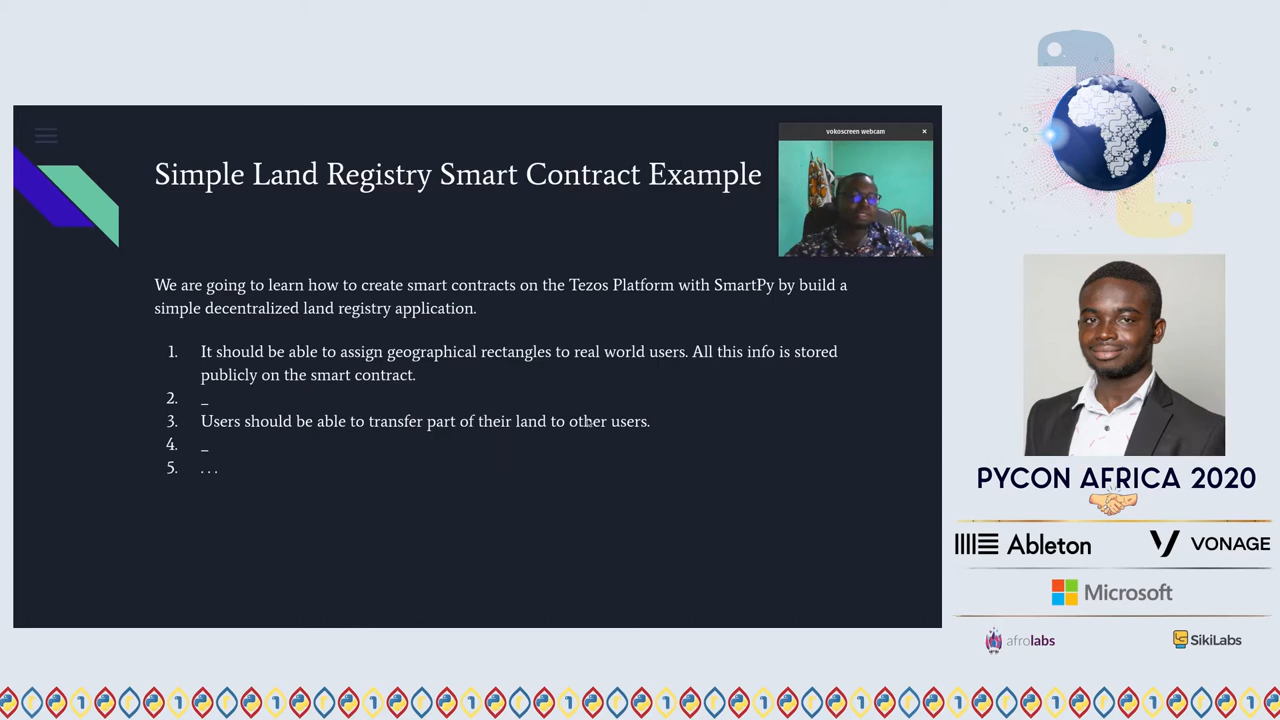 vokoscreen webcam
×
Simple Land Registry Smart Contract Example
We are going to learn how to create smart contracts on the Tezos Platform with SmartPy by build a
simple decentralized land registry application.
1. It should be able to assign geographical rectangles to real world users. All this info is stored
publicly on the smart contract.
2. _
3. Users should be able to transfer part of their land to other users.
4. _
5. . . .
PYCON AFRICA 2020
Ableton
VONAGE
Microsoft
afrolabs
SikiLabs